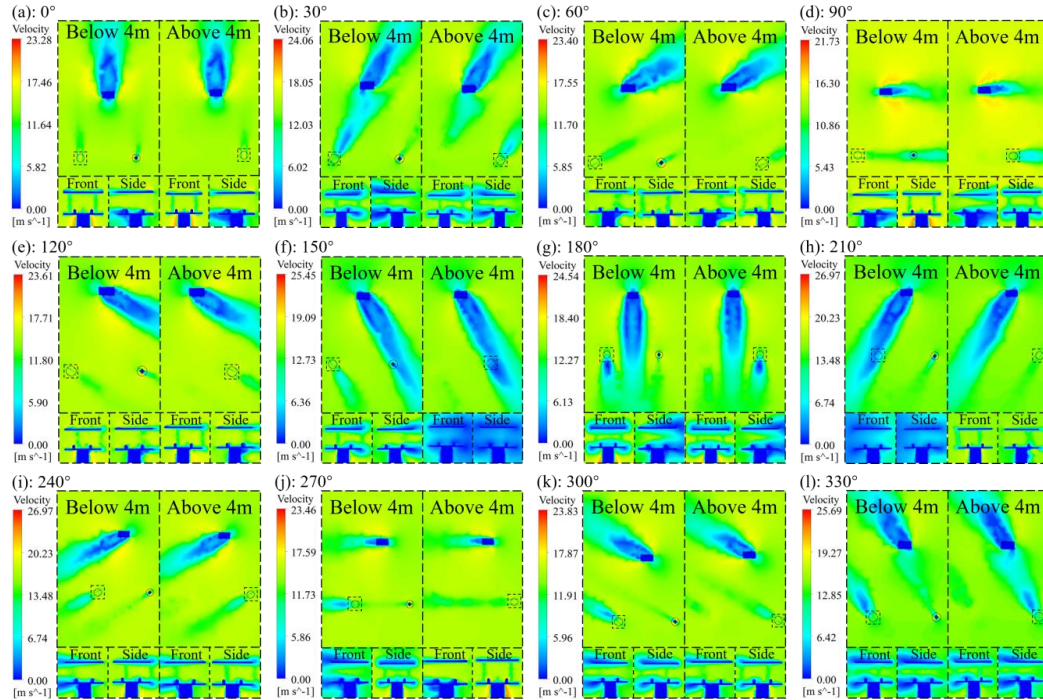 (a): 0°
Velocity
23.28
17.46
11.64
5.82
0.00
[m s^-1]
Below 4m
Above 4m
Front
Side
Front
Side
(b): 30°
Velocity
24.06
18.05
12.03
6.02
0.00
[m s^-1]
Below 4m
Above 4m
Front
Side
Front
Side
(c): 60°
Velocity
23.40
17.55
11.70
5.85
0.00
[m s^-1]
Below 4m
Above 4m
Front
Side
Front
Side
(d): 90°
Velocity
21.73
16.30
10.86
5.43
0.00
[m s^-1]
Below 4m
Above 4m
Front
Side
Front
Side
(e): 120°
Velocity
23.61
17.71
11.80
5.90
0.00
[m s^-1]
Below 4m
Above 4m
Front
Side
Front
Side
(f): 150°
Velocity
25.45
19.09
12.73
6.36
0.00
[m s^-1]
Below 4m
Above 4m
Front
Side
Front
Side
(g): 180°
Velocity
24.54
18.40
12.27
6.13
0.00
[m s^-1]
Below 4m
Above 4m
Front
Side
Front
Side
(h): 210°
Velocity
26.97
20.23
13.48
6.74
0.00
[m s^-1]
Below 4m
Above 4m
Front
Side
Front
Side
(i): 240°
Velocity
26.97
20.23
13.48
6.74
0.00
[m s^-1]
Below 4m
Above 4m
Front
Side
Front
Side
(j): 270°
Velocity
23.46
17.59
11.73
5.86
0.00
[m s^-1]
Below 4m
Above 4m
Front
Side
Front
Side
(k): 300°
Velocity
23.83
17.87
11.91
5.96
0.00
[m s^-1]
Below 4m
Above 4m
Front
Side
Front
Side
(l): 330°
Velocity
25.69
19.27
12.84
6.42
0.00
[m s^-1]
Below 4m
Above 4m
Front
Side
Front
Side